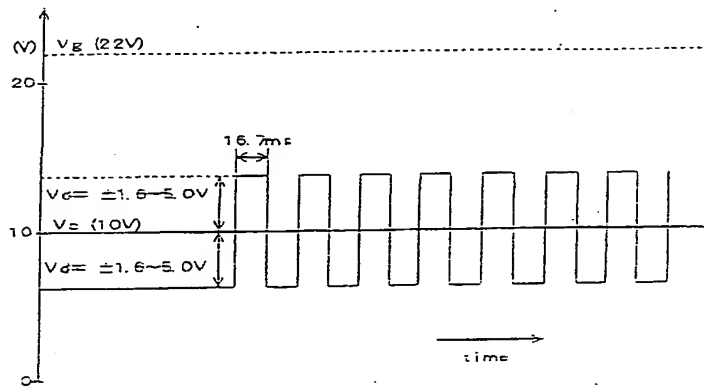 (V) Vg (22V)
20
16.7ms
Vd= ±1.6~5.0V
Vc (10V)
10
Vd= ±1.6~5.0V
time
0